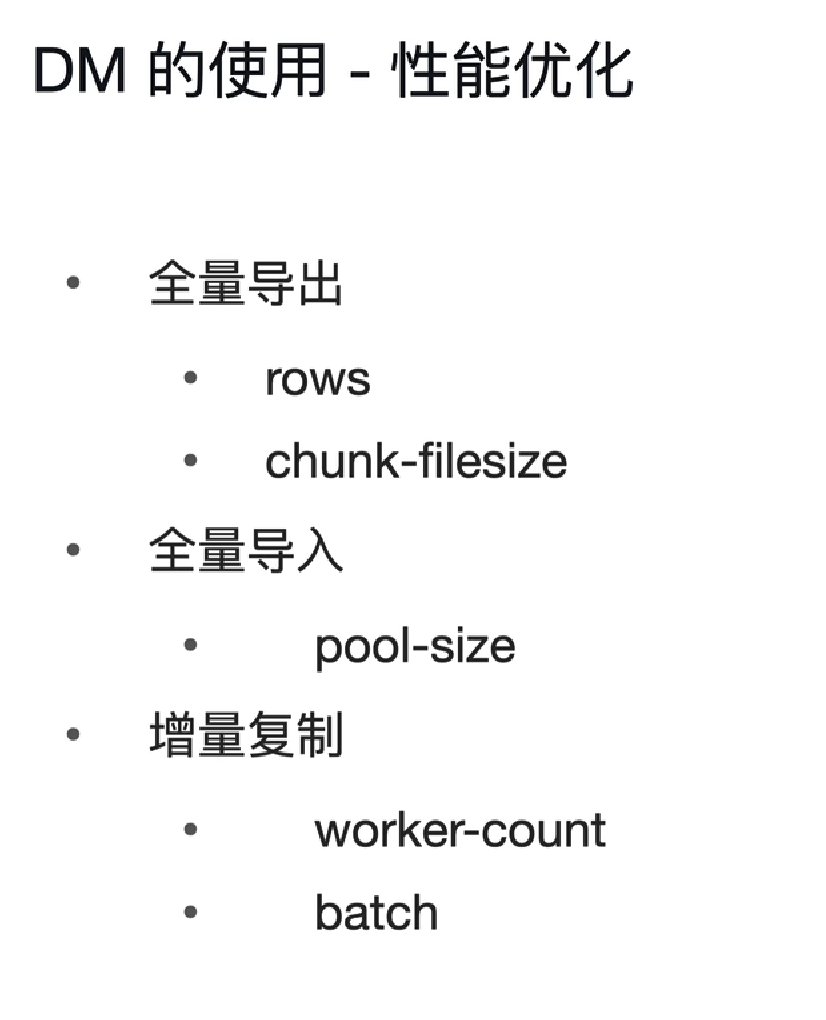 DM 的使用 - 性能优化
• 全量导出
• rows
• chunk-filesize
• 全量导入
• pool-size
• 增量复制
• worker-count
• batch